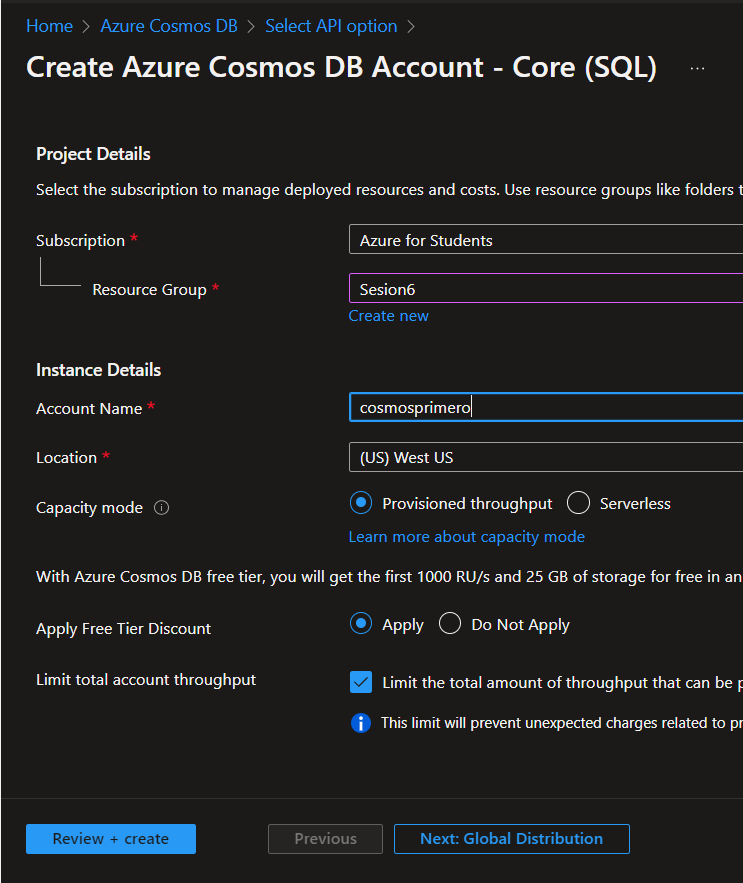 Home > Azure Cosmos DB > Select API option >
Create Azure Cosmos DB Account - Core (SQL) ...
Project Details
Select the subscription to manage deployed resources and costs. Use resource groups like folders t
Subscription *
Azure for Students
Resource Group *
Sesion6
Create new
Instance Details
Account Name *
cosmosprimero
Location *
(US) West US
Capacity mode
Provisioned throughput
Serverless
Learn more about capacity mode
With Azure Cosmos DB free tier, you will get the first 1000 RU/s and 25 GB of storage for free in an
Apply Free Tier Discount
Apply
Do Not Apply
Limit total account throughput
Limit the total amount of throughput that can be p
This limit will prevent unexpected charges related to pr
Review + create
Previous
Next: Global Distribution